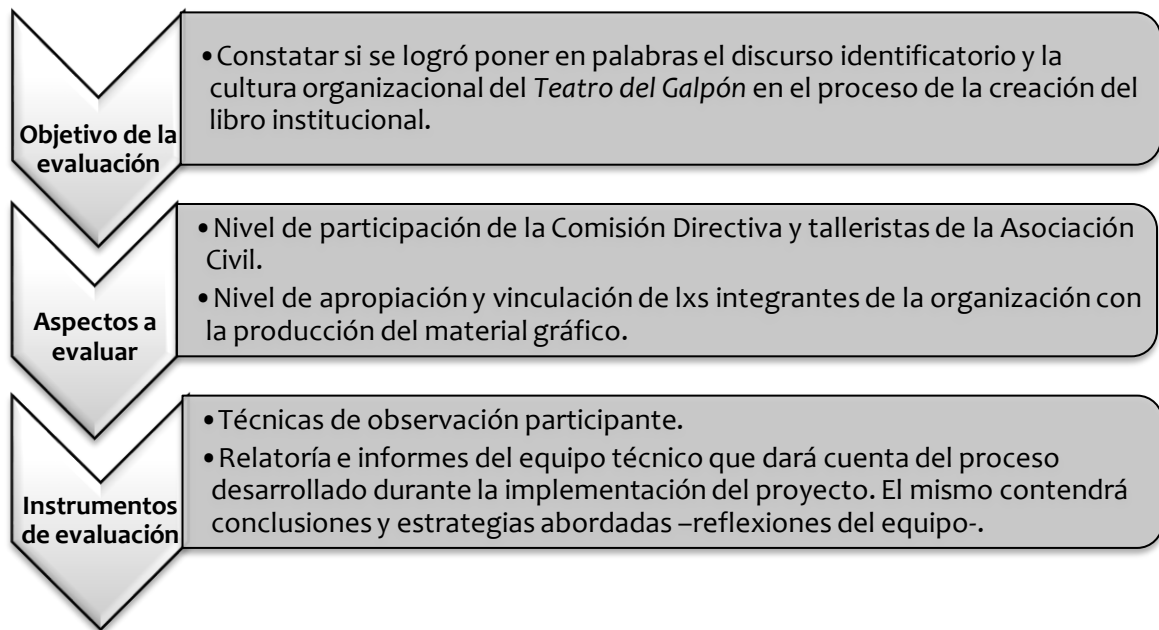 Objetivo de la
evaluación
•Constatar si se logró poner en palabras el discurso identificatorio y la
cultura organizacional del Teatro del Galpón en el proceso de la creación del
libro institucional.
Aspectos a
evaluar
•Nivel de participación de la Comisión Directiva y talleristas de la Asociación
Civil.
•Nivel de apropiación y vinculación de lxs integrantes de la organización con
la producción del material gráfico.
Instrumentos
de evaluación
•Técnicas de observación participante.
•Relatoría e informes del equipo técnico que dará cuenta del proceso
desarrollado durante la implementación del proyecto. El mismo contendrá
conclusiones y estrategias abordadas –reflexiones del equipo-.